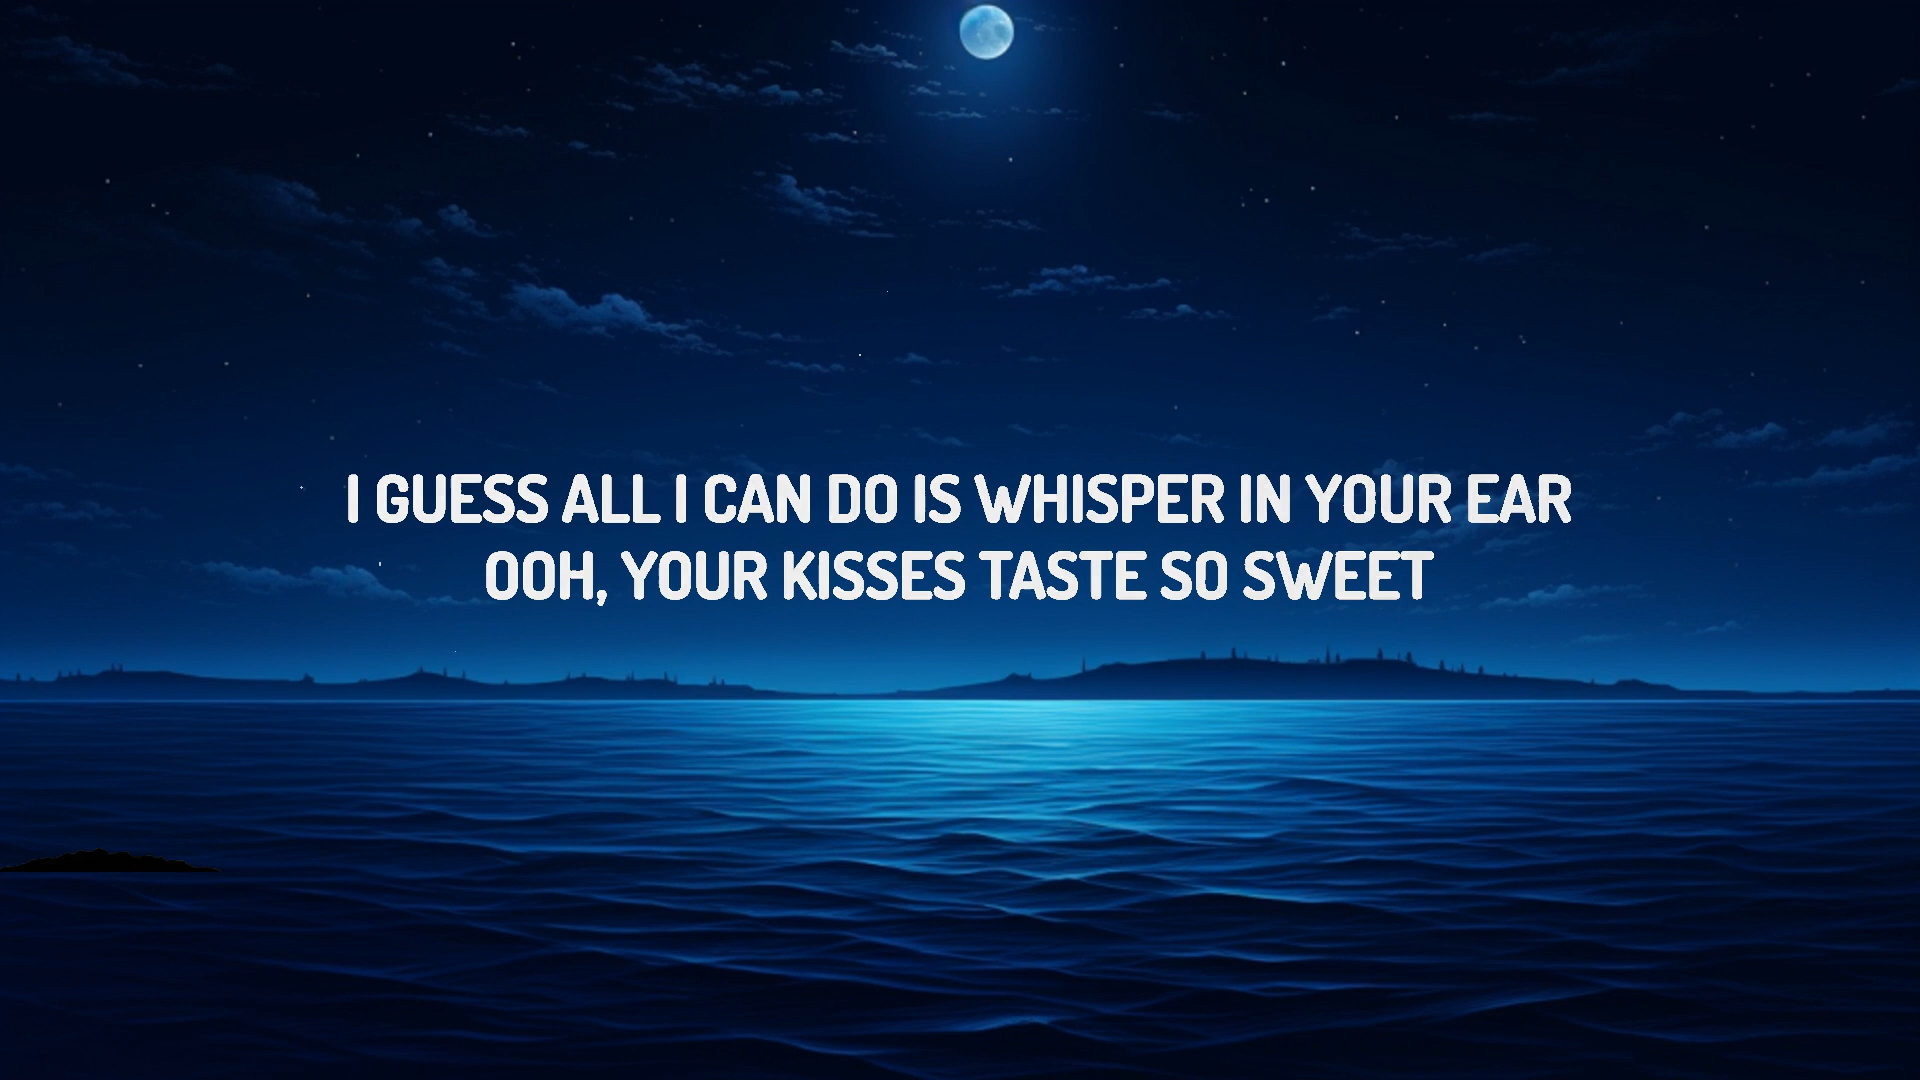 I GUESS ALL I CAN DO IS WHISPER IN YOUR EAR
OOH, YOUR KISSES TASTE SO SWEET